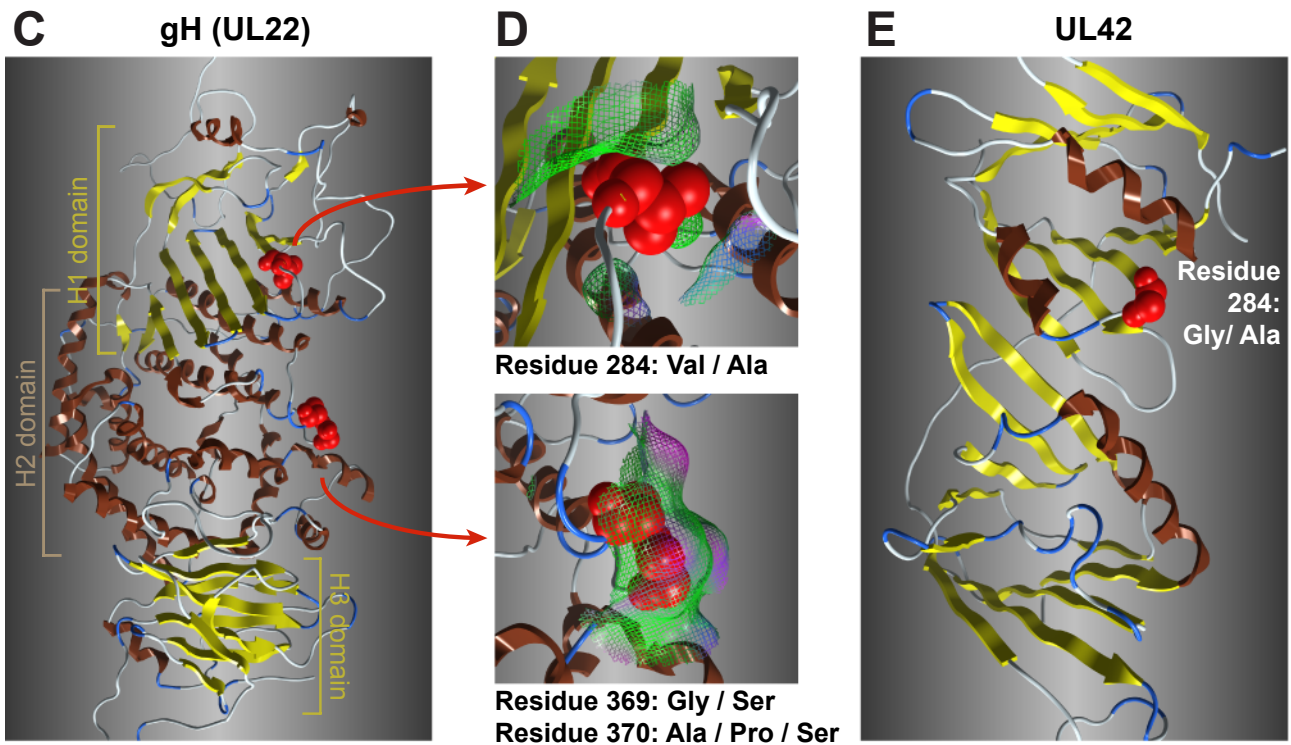 C
gH (UL22)
H1 domain
H2 domain
H3 domain
D
Residue 284: Val / Ala
Residue 369: Gly / Ser
Residue 370: Ala / Pro / Ser
E
UL42
Residue
284:
Gly/ Ala